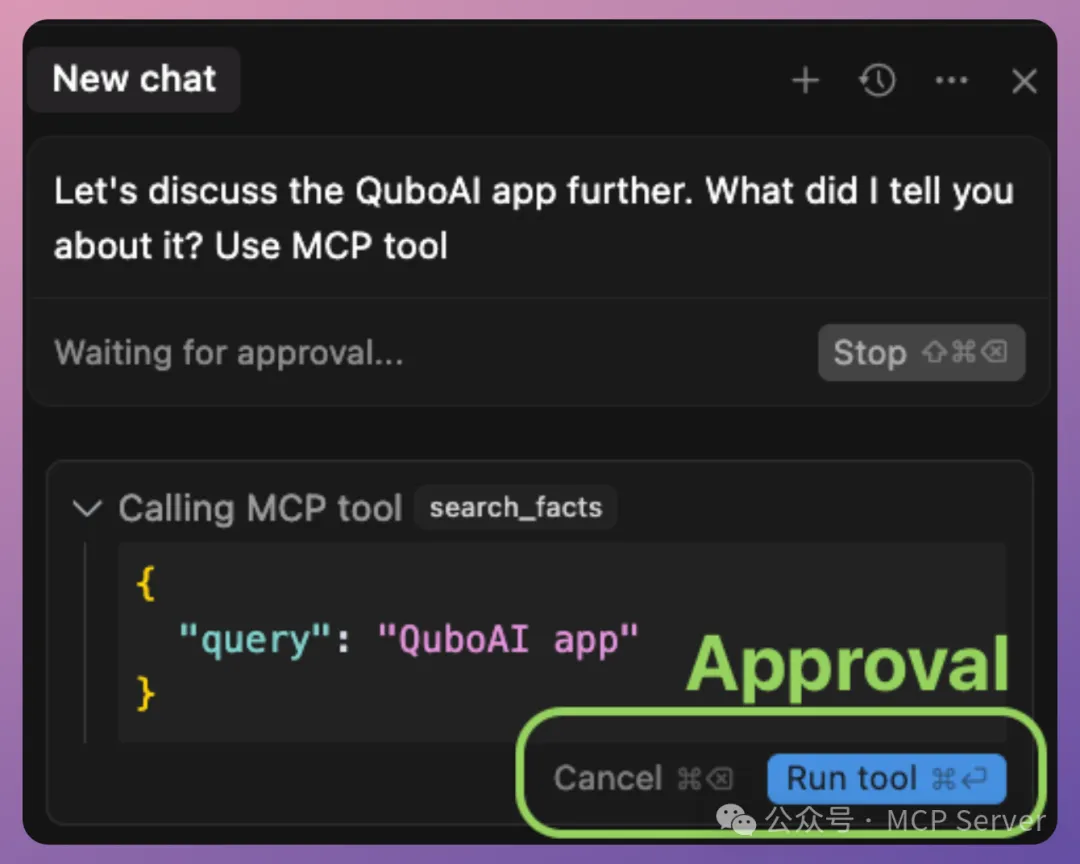 New chat
Let's discuss the QuboAI app further. What did I tell you
about it? Use MCP tool
Waiting for approval...
Stop ⇧⌘⌫
Calling MCP tool search_facts
{
"query": "QuboAI app"
}
Approval
Cancel ⌘⌫
Run tool ⌘↩
公众号 · MCP Server